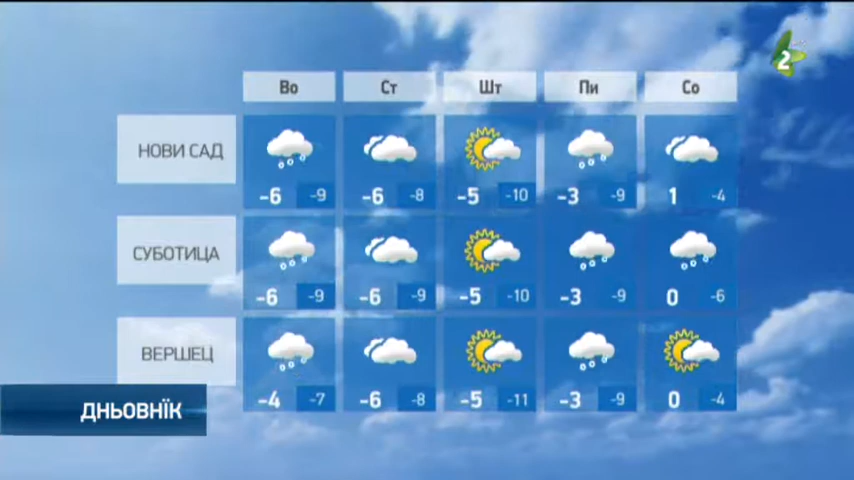 Во Ст Шт Пи Со
НОВИ САД -6 -9 -6 -8 -5 -10 -3 -9 1 -4
СУБОТИЦА -6 -9 -6 -9 -5 -10 -3 -9 0 -6
ВЕРШЕЦ -4 -7 -6 -8 -5 -11 -3 -9 0 -4
ДНЬОВНЇК
2